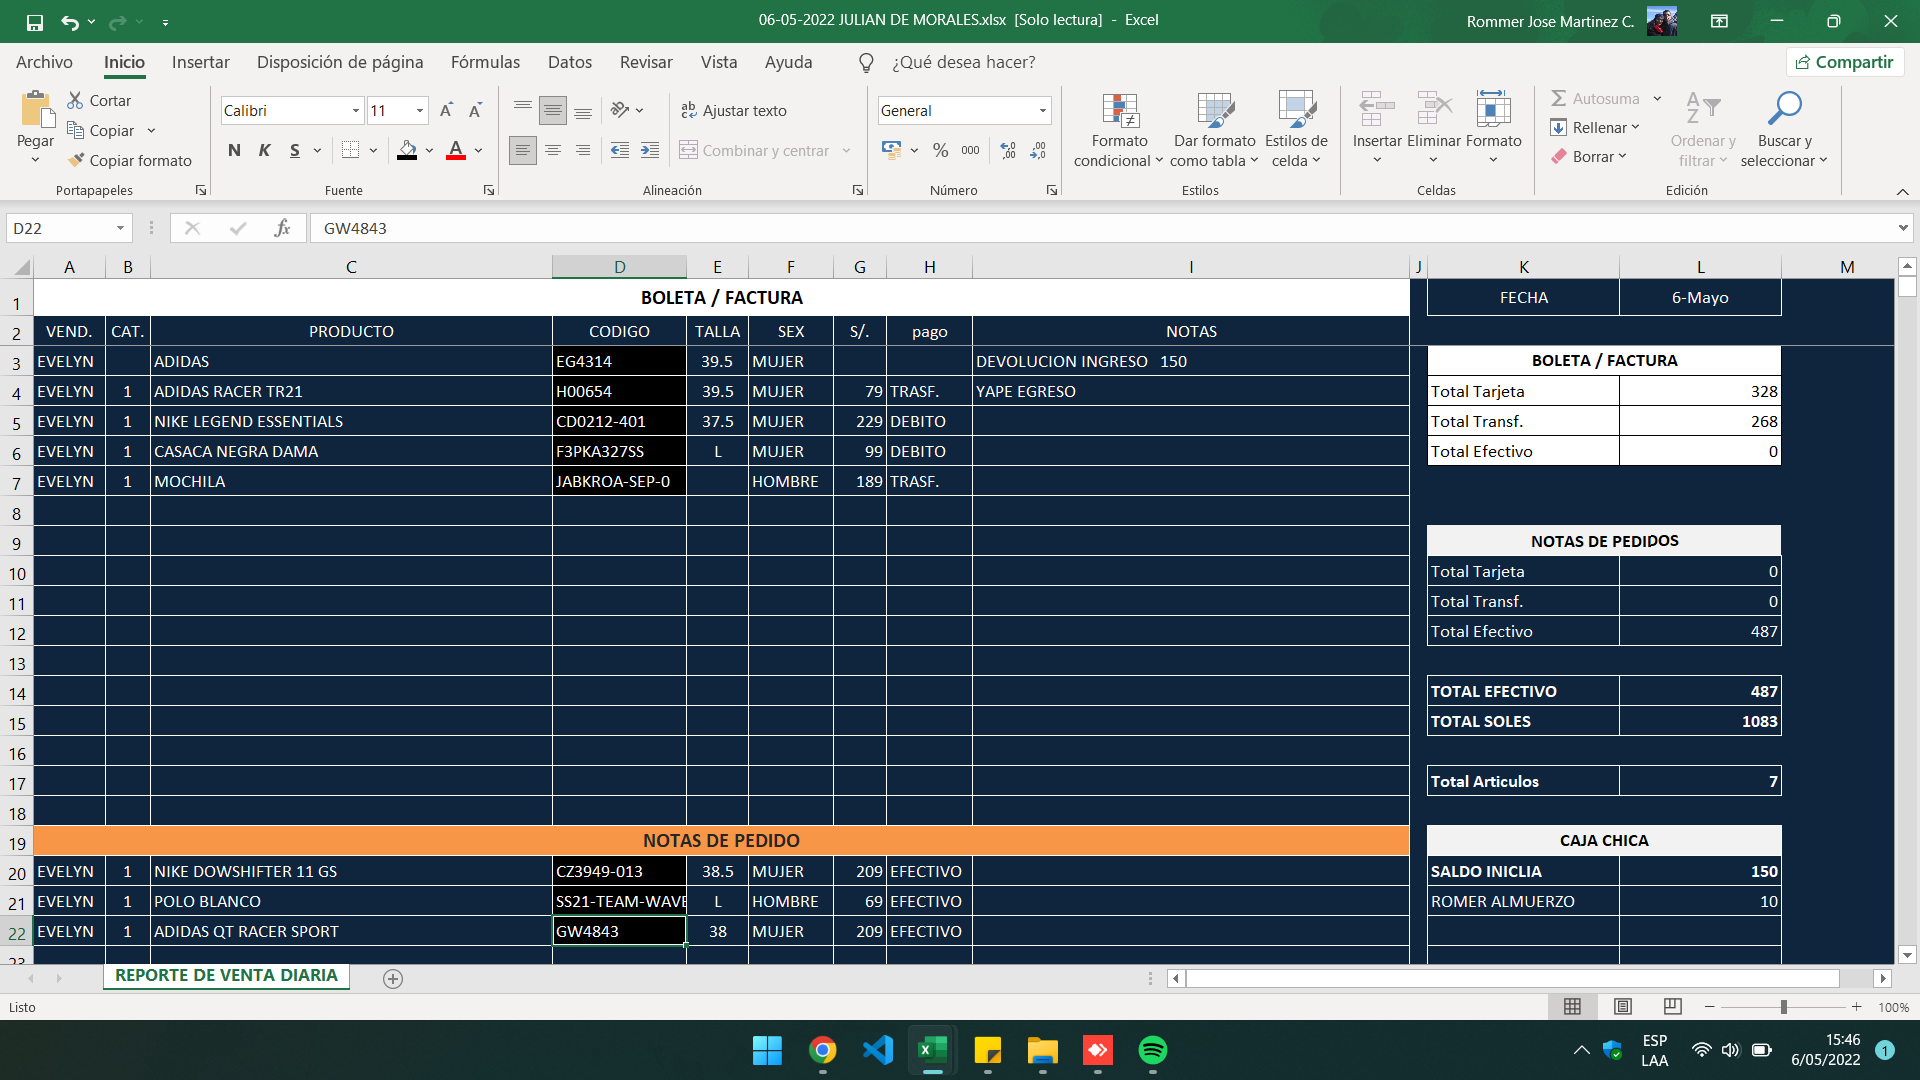 06-05-2022 JULIAN DE MORALES.xlsx [Solo lectura] - Excel
Rommer Jose Martinez C.
Archivo Inicio Insertar Disposición de página Fórmulas Datos Revisar Vista Ayuda ¿Qué desea hacer? Compartir
Pegar
Cortar
Copiar
Copiar formato
Portapapeles
Calibri 11
N K S
Fuente
Ajustar texto
Combinar y centrar
Alineación
General
% 000
Número
Formato condicional
Dar formato como tabla
Estilos de celda
Estilos
Insertar Eliminar Formato
Celdas
Autosuma
Rellenar
Borrar
Ordenar y filtrar
Buscar y seleccionar
Edición
D22 fx GW4843
A B C D E F G H I J K L M
1 BOLETA / FACTURA FECHA 6-Mayo
2 VEND. CAT. PRODUCTO CODIGO TALLA SEX S/. pago NOTAS
3 EVELYN ADIDAS EG4314 39.5 MUJER DEVOLUCION INGRESO 150 BOLETA / FACTURA
4 EVELYN 1 ADIDAS RACER TR21 H00654 39.5 MUJER 79 TRASF. YAPE EGRESO Total Tarjeta 328
5 EVELYN 1 NIKE LEGEND ESSENTIALS CD0212-401 37.5 MUJER 229 DEBITO Total Transf. 268
6 EVELYN 1 CASACA NEGRA DAMA F3PKA327SS L MUJER 99 DEBITO Total Efectivo 0
7 EVELYN 1 MOCHILA JABKROA-SEP-0 HOMBRE 189 TRASF.
8
9 NOTAS DE PEDIDOS
10 Total Tarjeta 0
11 Total Transf. 0
12 Total Efectivo 487
13
14 TOTAL EFECTIVO 487
15 TOTAL SOLES 1083
16
17 Total Articulos 7
18
19 NOTAS DE PEDIDO CAJA CHICA
20 EVELYN 1 NIKE DOWSHIFTER 11 GS CZ3949-013 38.5 MUJER 209 EFECTIVO SALDO INICLIA 150
21 EVELYN 1 POLO BLANCO SS21-TEAM-WAVE L HOMBRE 69 EFECTIVO ROMER ALMUERZO 10
22 EVELYN 1 ADIDAS QT RACER SPORT GW4843 38 MUJER 209 EFECTIVO
23
REPORTE DE VENTA DIARIA
Listo
100%
ESP
LAA
15:46
6/05/2022
1